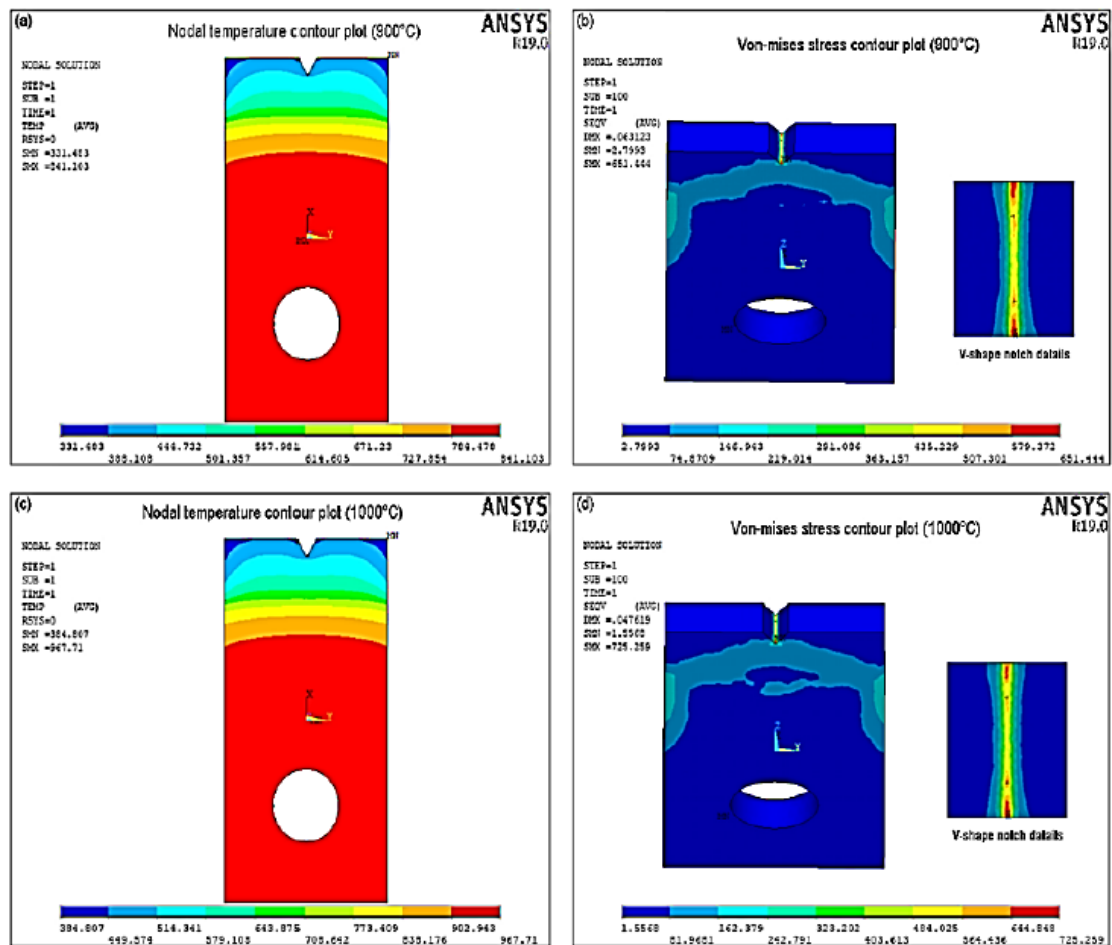 (a)
Nodal temperature contour plot (900°C)
ANSYS
R19.0
NODAL SOLUTION
STEP=1
SUB =1
TIME=1
TEMP (AVG)
RSYS=0
SMN =331.483
SMX =841.103
X
Y
331.483 444.732 557.981 671.23 784.478
388.108 501.357 614.605 727.854 841.103
(b)
Von-mises stress contour plot (900°C)
ANSYS
R19.0
NODAL SOLUTION
STEP=1
SUB =100
TIME=1
SEQV (AVG)
DMX =.063123
SMN =2.7993
SMX =651.444
Z
Y
V-shape notch datails
2.7993 146.943 291.086 435.229 579.373
74.8709 219.014 363.157 507.301 651.444
(c)
Nodal temperature contour plot (1000°C)
ANSYS
R19.0
NODAL SOLUTION
STEP=1
SUB =1
TIME=1
TEMP (AVG)
RSYS=0
SMN =384.807
SMX =967.71
X
Y
384.807 514.341 643.875 773.409 902.943
449.574 579.108 708.642 838.176 967.71
(d)
Von-mises stress contour plot (1000°C)
ANSYS
R19.0
NODAL SOLUTION
STEP=1
SUB =100
TIME=1
SEQV (AVG)
DMX =.047619
SMN =1.5568
SMX =725.259
Z
Y
V-shape notch datails
1.5568 162.379 323.202 484.025 644.848
81.9681 242.791 403.613 564.436 725.259